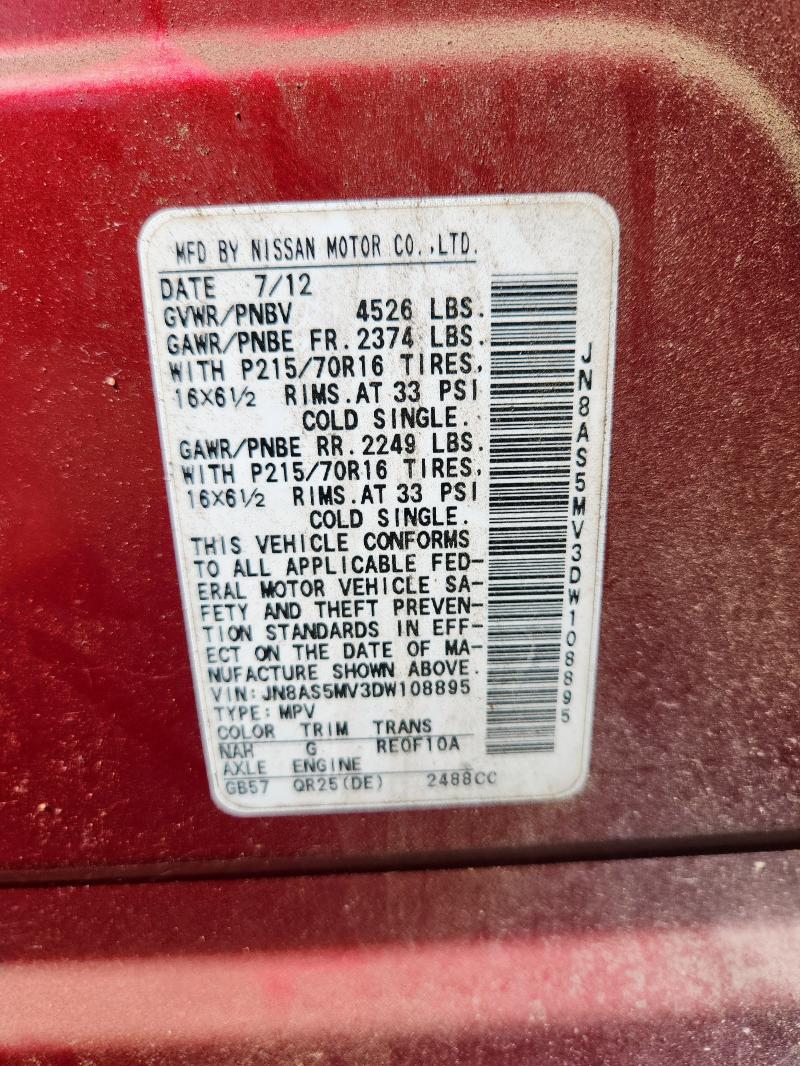 MFD BY NISSAN MOTOR CO.,LTD.
DATE 7/12
GVWR/PNBV 4526 LBS.
GAWR/PNBE FR.2374 LBS.
WITH P215/70R16 TIRES,
16X6½ RIMS.AT 33 PSI
COLD SINGLE.
GAWR/PNBE RR.2249 LBS.
WITH P215/70R16 TIRES,
16X6½ RIMS.AT 33 PSI
COLD SINGLE.
THIS VEHICLE CONFORMS
TO ALL APPLICABLE FED-
ERAL MOTOR VEHICLE SA-
FETY AND THEFT PREVEN-
TION STANDARDS IN EFF-
ECT ON THE DATE OF MA-
NUFACTURE SHOWN ABOVE.
VIN:JN8AS5MV3DW108895
TYPE:MPV
COLOR TRIM TRANS
NAH G RE0F10A
AXLE ENGINE
GB57 QR25(DE) 2488CC
JN8AS5MV3DW108895